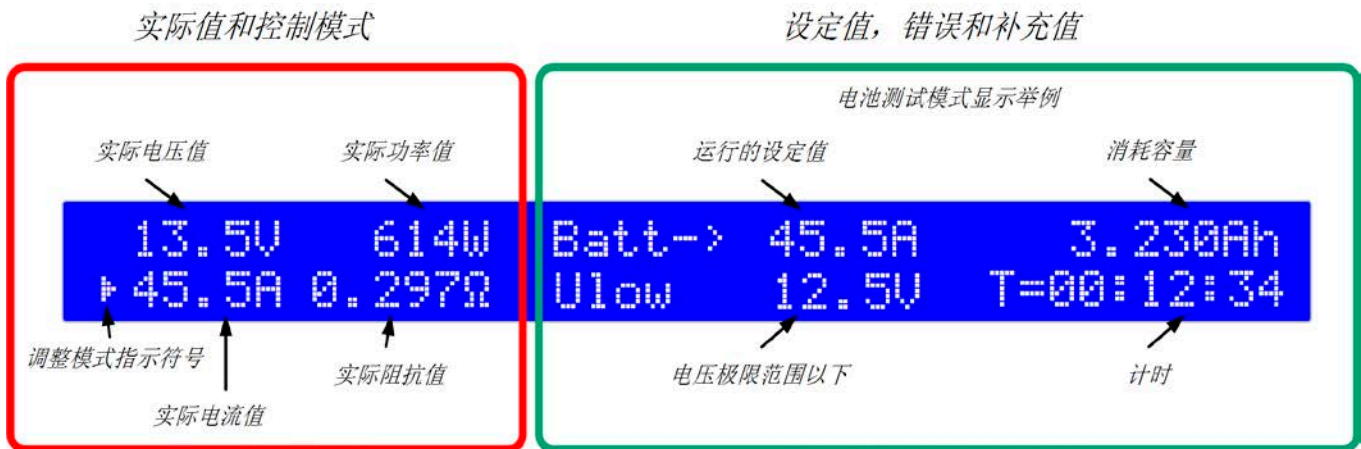 实际值和控制模式
设定值，错误和补充值
电池测试模式显示举例
实际电压值
实际功率值
运行的设定值
消耗容量
13.5V 614W Batt-> 45.5A 3.230Ah
45.5A 0.297Ω Ulow 12.5V T=00:12:34
调整模式指示符号
实际阻抗值
电压极限范围以下
计时
实际电流值